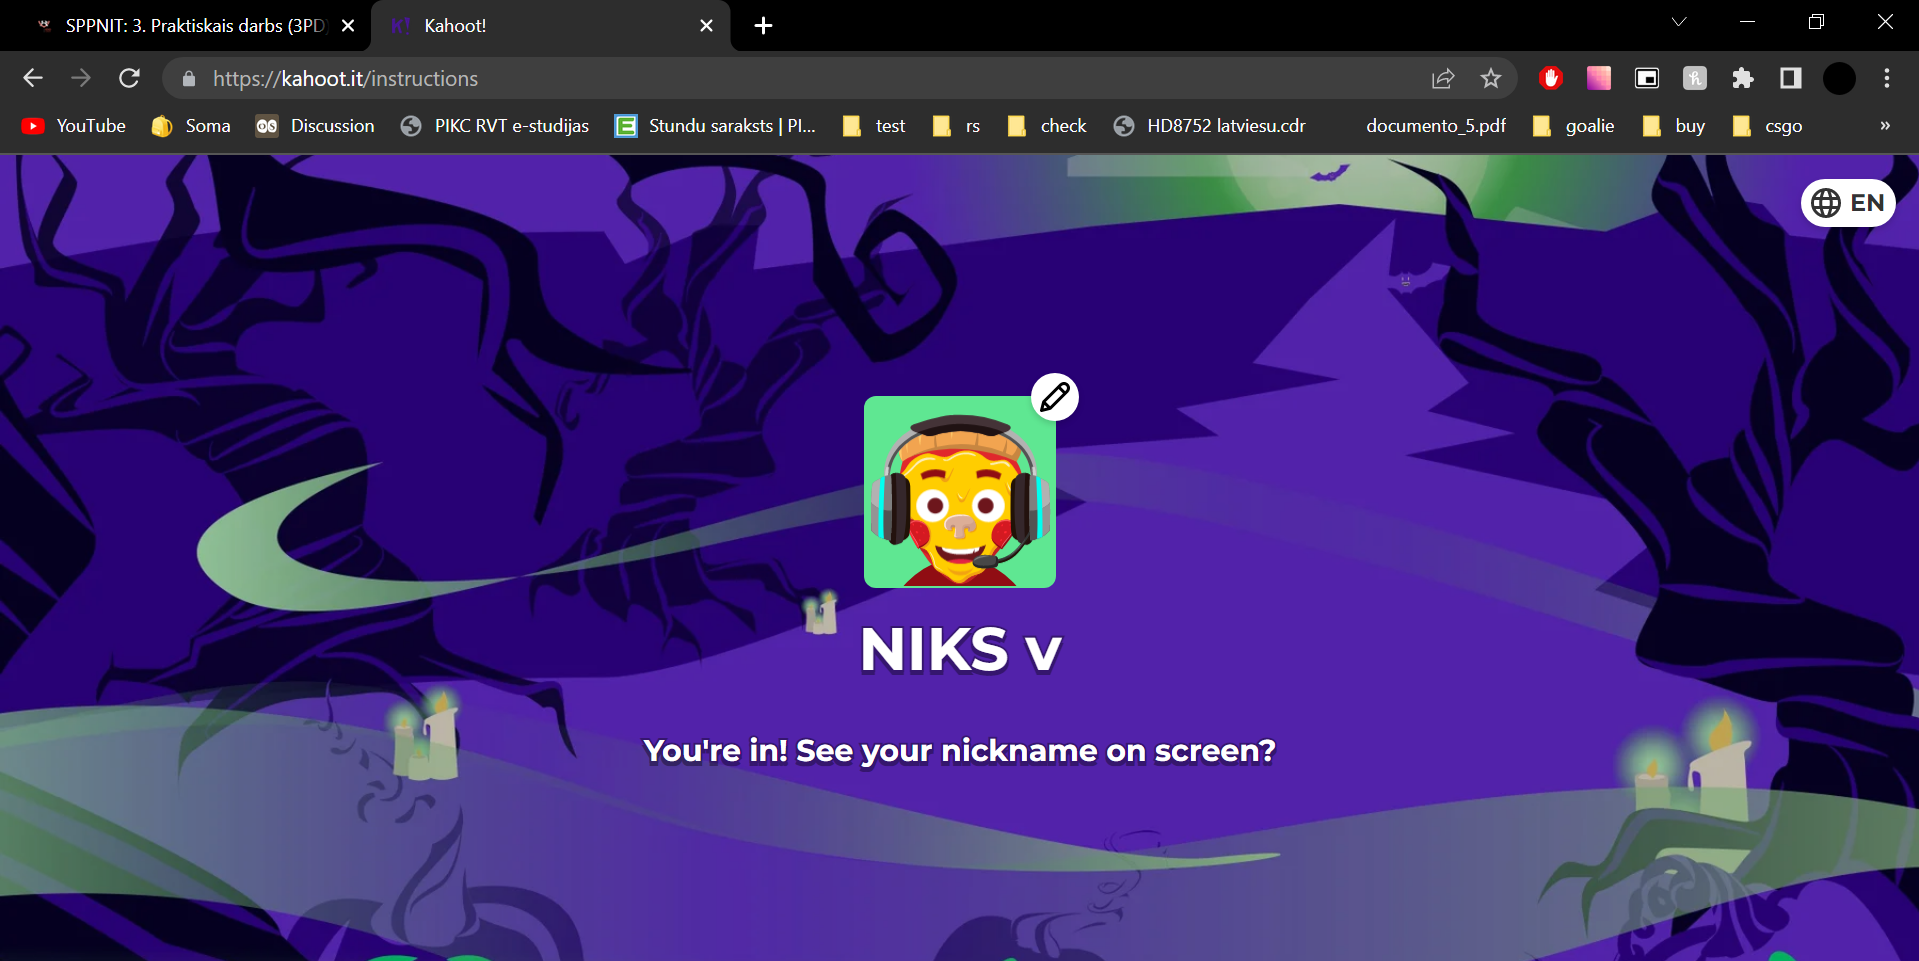 SPPNIT: 3. Praktiskais darbs (3PD
Kahoot!
https://kahoot.it/instructions
YouTube Soma Discussion PIKC RVT e-studijas Stundu saraksts | PI... test rs check HD8752 latviesu.cdr documento_5.pdf goalie buy csgo »
EN
NIKS v
You're in! See your nickname on screen?